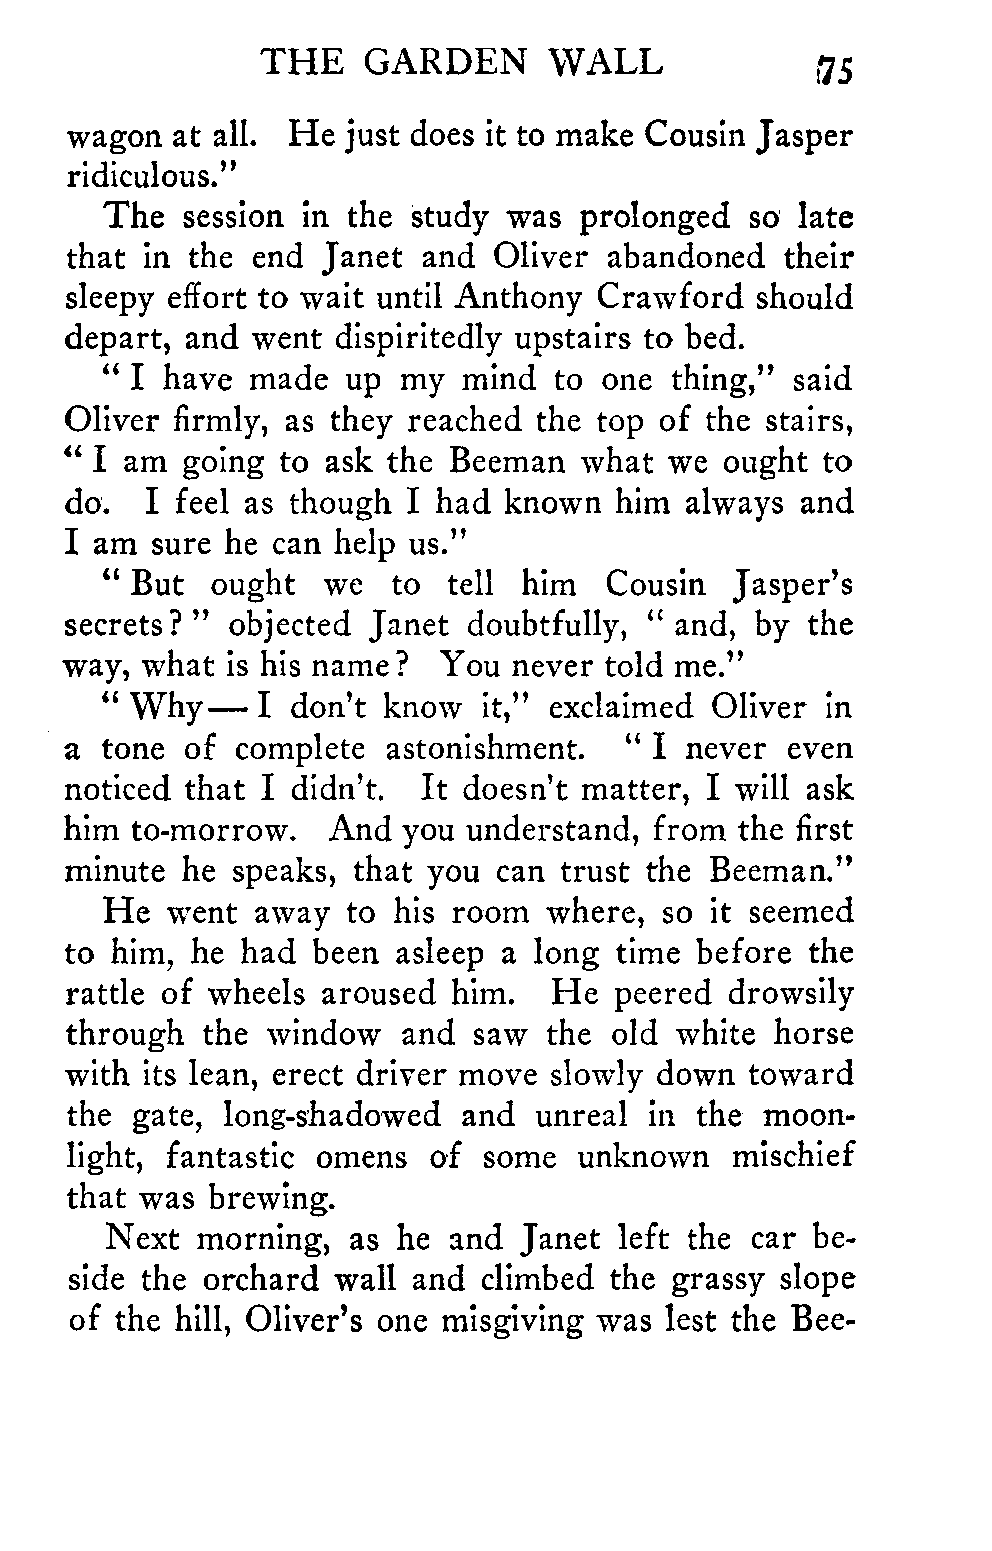 THE GARDEN WALL 75
wagon at all. He just does it to make Cousin Jasper
ridiculous."
The session in the study was prolonged so late
that in the end Janet and Oliver abandoned their
sleepy effort to wait until Anthony Crawford should
depart, and went dispiritedly upstairs to bed.
"I have made up my mind to one thing," said
Oliver firmly, as they reached the top of the stairs,
"I am going to ask the Beeman what we ought to
do. I feel as though I had known him always and
I am sure he can help us."
"But ought we to tell him Cousin Jasper's
secrets?" objected Janet doubtfully, "and, by the
way, what is his name? You never told me."
"Why—I don't know it," exclaimed Oliver in
a tone of complete astonishment. "I never even
noticed that I didn't. It doesn't matter, I will ask
him to-morrow. And you understand, from the first
minute he speaks, that you can trust the Beeman."
He went away to his room where, so it seemed
to him, he had been asleep a long time before the
rattle of wheels aroused him. He peered drowsily
through the window and saw the old white horse
with its lean, erect driver move slowly down toward
the gate, long-shadowed and unreal in the moon-
light, fantastic omens of some unknown mischief
that was brewing.
Next morning, as he and Janet left the car be-
side the orchard wall and climbed the grassy slope
of the hill, Oliver's one misgiving was lest the Bee-